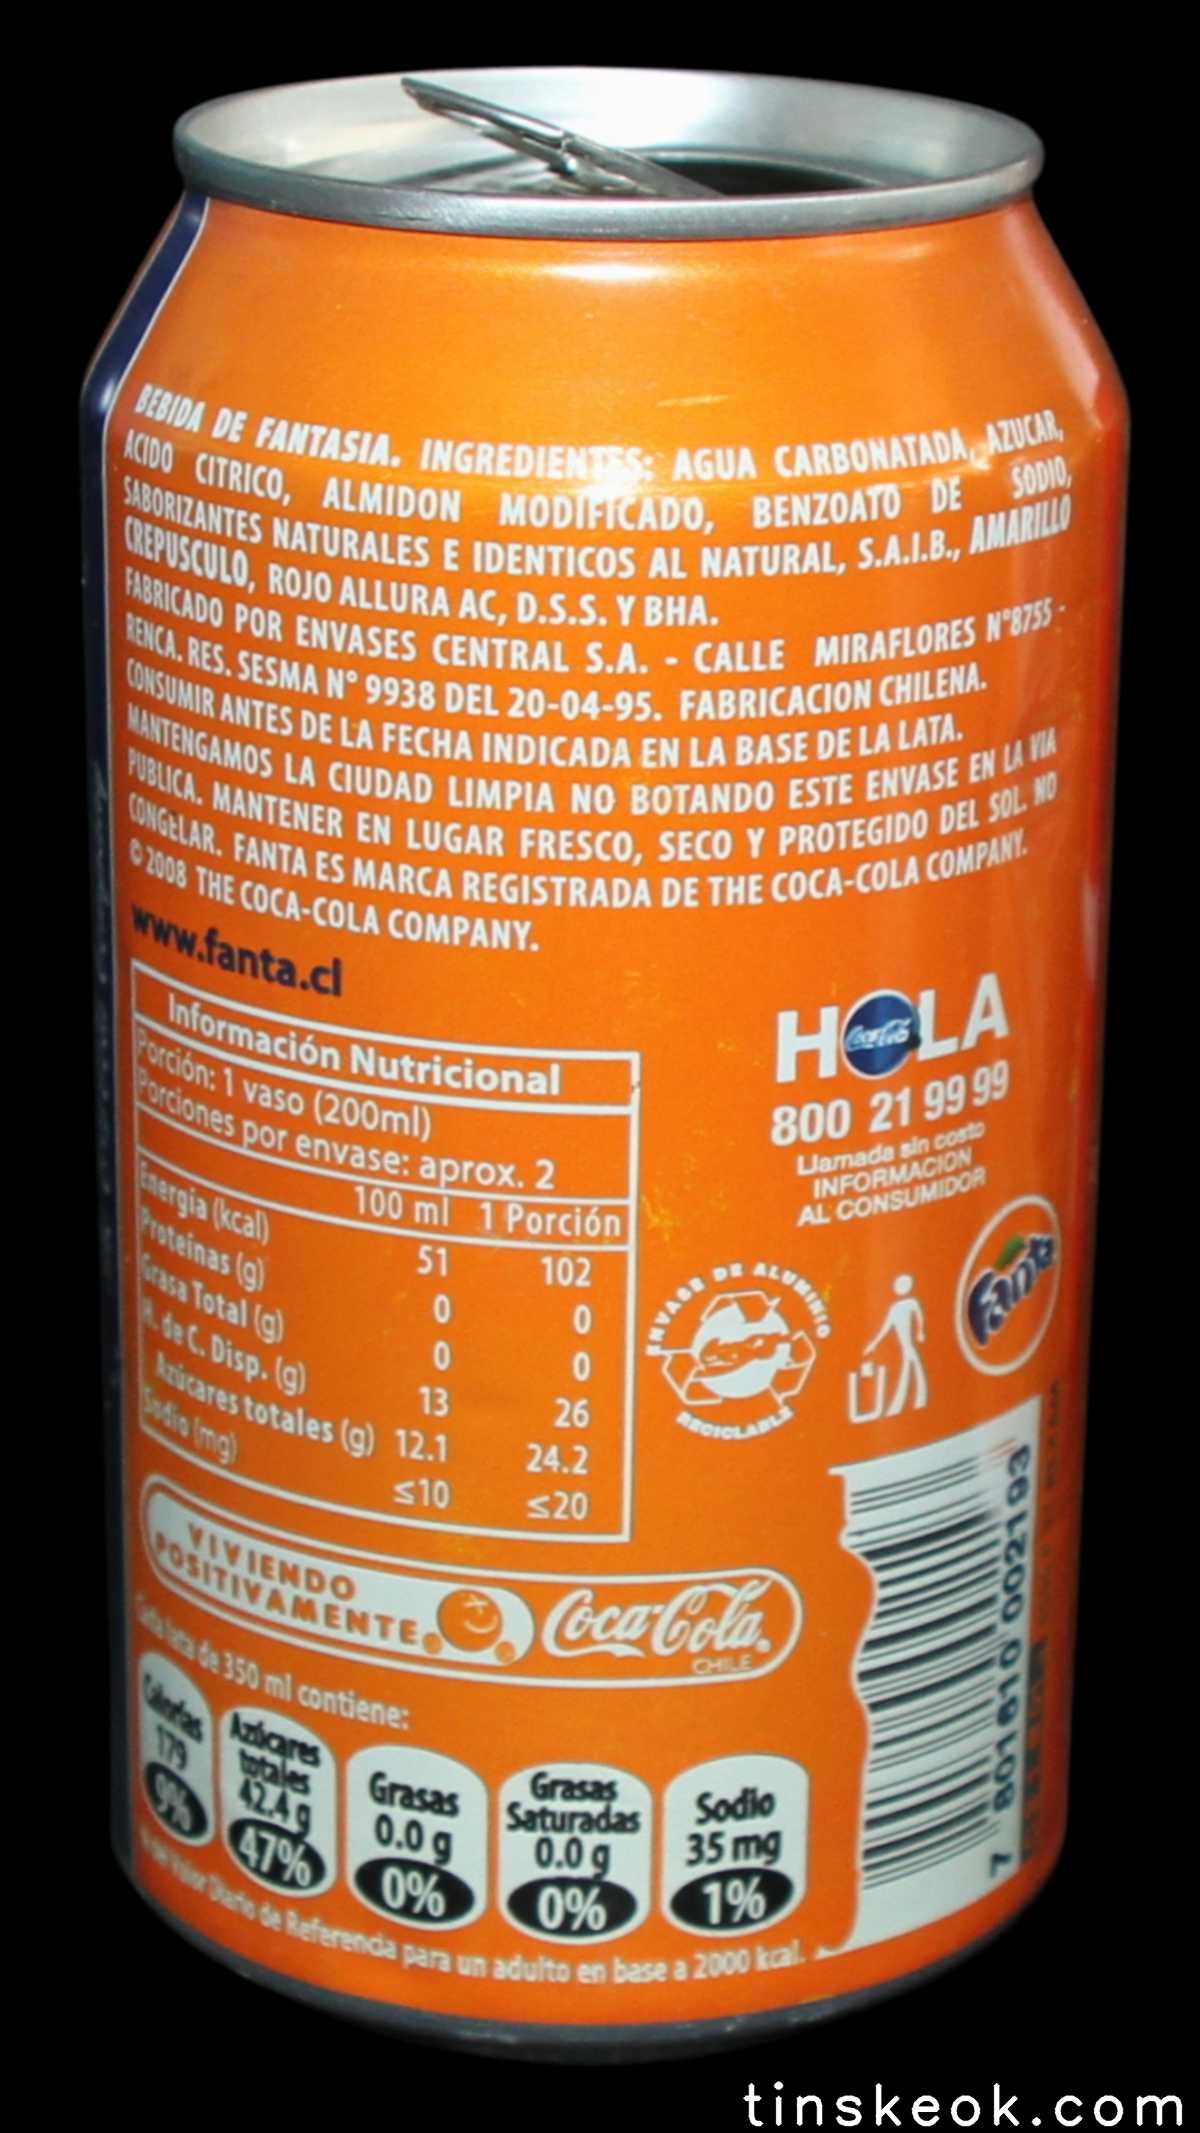 BEBIDA DE FANTASIA. INGREDIENTES: AGUA CARBONATADA, AZUCAR,
ACIDO CITRICO, ALMIDON MODIFICADO, BENZOATO DE SODIO,
SABORIZANTES NATURALES E IDENTICOS AL NATURAL, S.A.I.B., AMARILLO
CREPUSCULO, ROJO ALLURA AC, D.S.S. Y BHA.
FABRICADO POR ENVASES CENTRAL S.A. - CALLE MIRAFLORES N°8755 -
RENCA. RES. SESMA N° 9938 DEL 20-04-95. FABRICACION CHILENA.
CONSUMIR ANTES DE LA FECHA INDICADA EN LA BASE DE LA LATA.
MANTENGAMOS LA CIUDAD LIMPIA NO BOTANDO ESTE ENVASE EN LA VIA
PUBLICA. MANTENER EN LUGAR FRESCO, SECO Y PROTEGIDO DEL SOL. NO
CONGELAR. FANTA ES MARCA REGISTRADA DE THE COCA-COLA COMPANY.
© 2008 THE COCA-COLA COMPANY.
www.fanta.cl
Información Nutricional
Porción: 1 vaso (200ml)
Porciones por envase: aprox. 2
100 ml 1 Porción
Energía (kcal) 51 102
Proteínas (g) 0 0
Grasa Total (g) 0 0
H. de C. Disp. (g) 13 26
Azúcares totales (g) 12.1 24.2
Sodio (mg) ≤10 ≤20
HOLA
Coca-Cola
800 21 99 99
Llamada sin costo
INFORMACION
AL CONSUMIDOR
ENVASE DE ALUMINIO
RECICLABLE
Fanta
VIVIENDO
POSITIVAMENTE
Coca-Cola
CHILE
Cada lata de 350 ml contiene:
Calorías
179
9%
Azúcares
totales
42.4 g
47%
Grasas
0.0 g
0%
Grasas
Saturadas
0.0 g
0%
Sodio
35 mg
1%
% de Valor Diario de Referencia para un adulto en base a 2000 kcal.
7 801810 002193
tinskeok.com